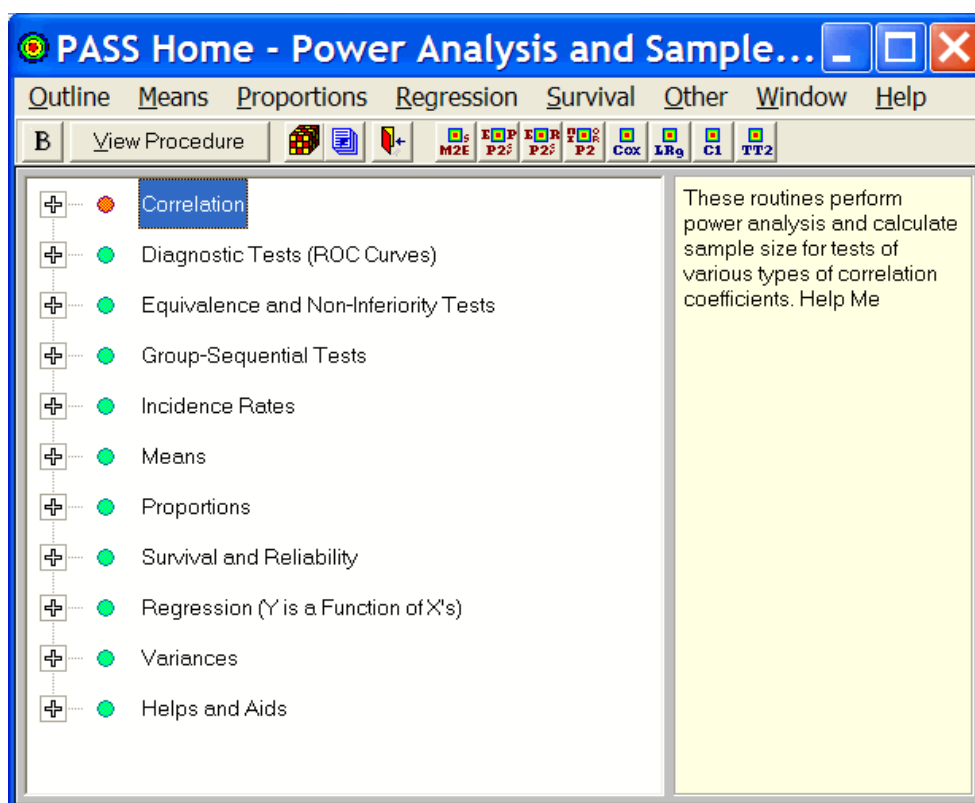 PASS Home - Power Analysis and Sample...
Outline Means Proportions Regression Survival Other Window Help
B View Procedure M2E P2 P2 P2 Cox LRg C1 TT2
Correlation
Diagnostic Tests (ROC Curves)
Equivalence and Non-Inferiority Tests
Group-Sequential Tests
Incidence Rates
Means
Proportions
Survival and Reliability
Regression (Y is a Function of X's)
Variances
Helps and Aids
These routines perform
power analysis and calculate
sample size for tests of
various types of correlation
coefficients. Help Me